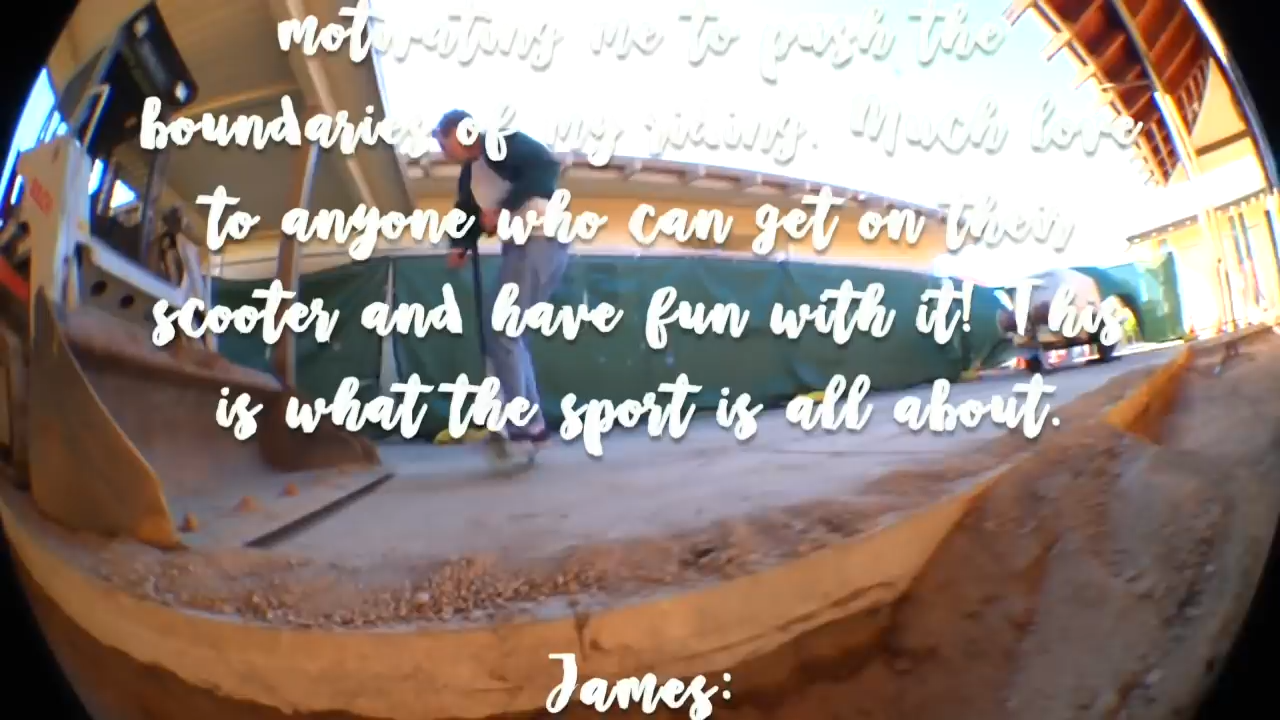 motivating me to push the
boundaries of my riding. Much love
to anyone who can get on their
scooter and have fun with it! This
is what the sport is all about.
James: